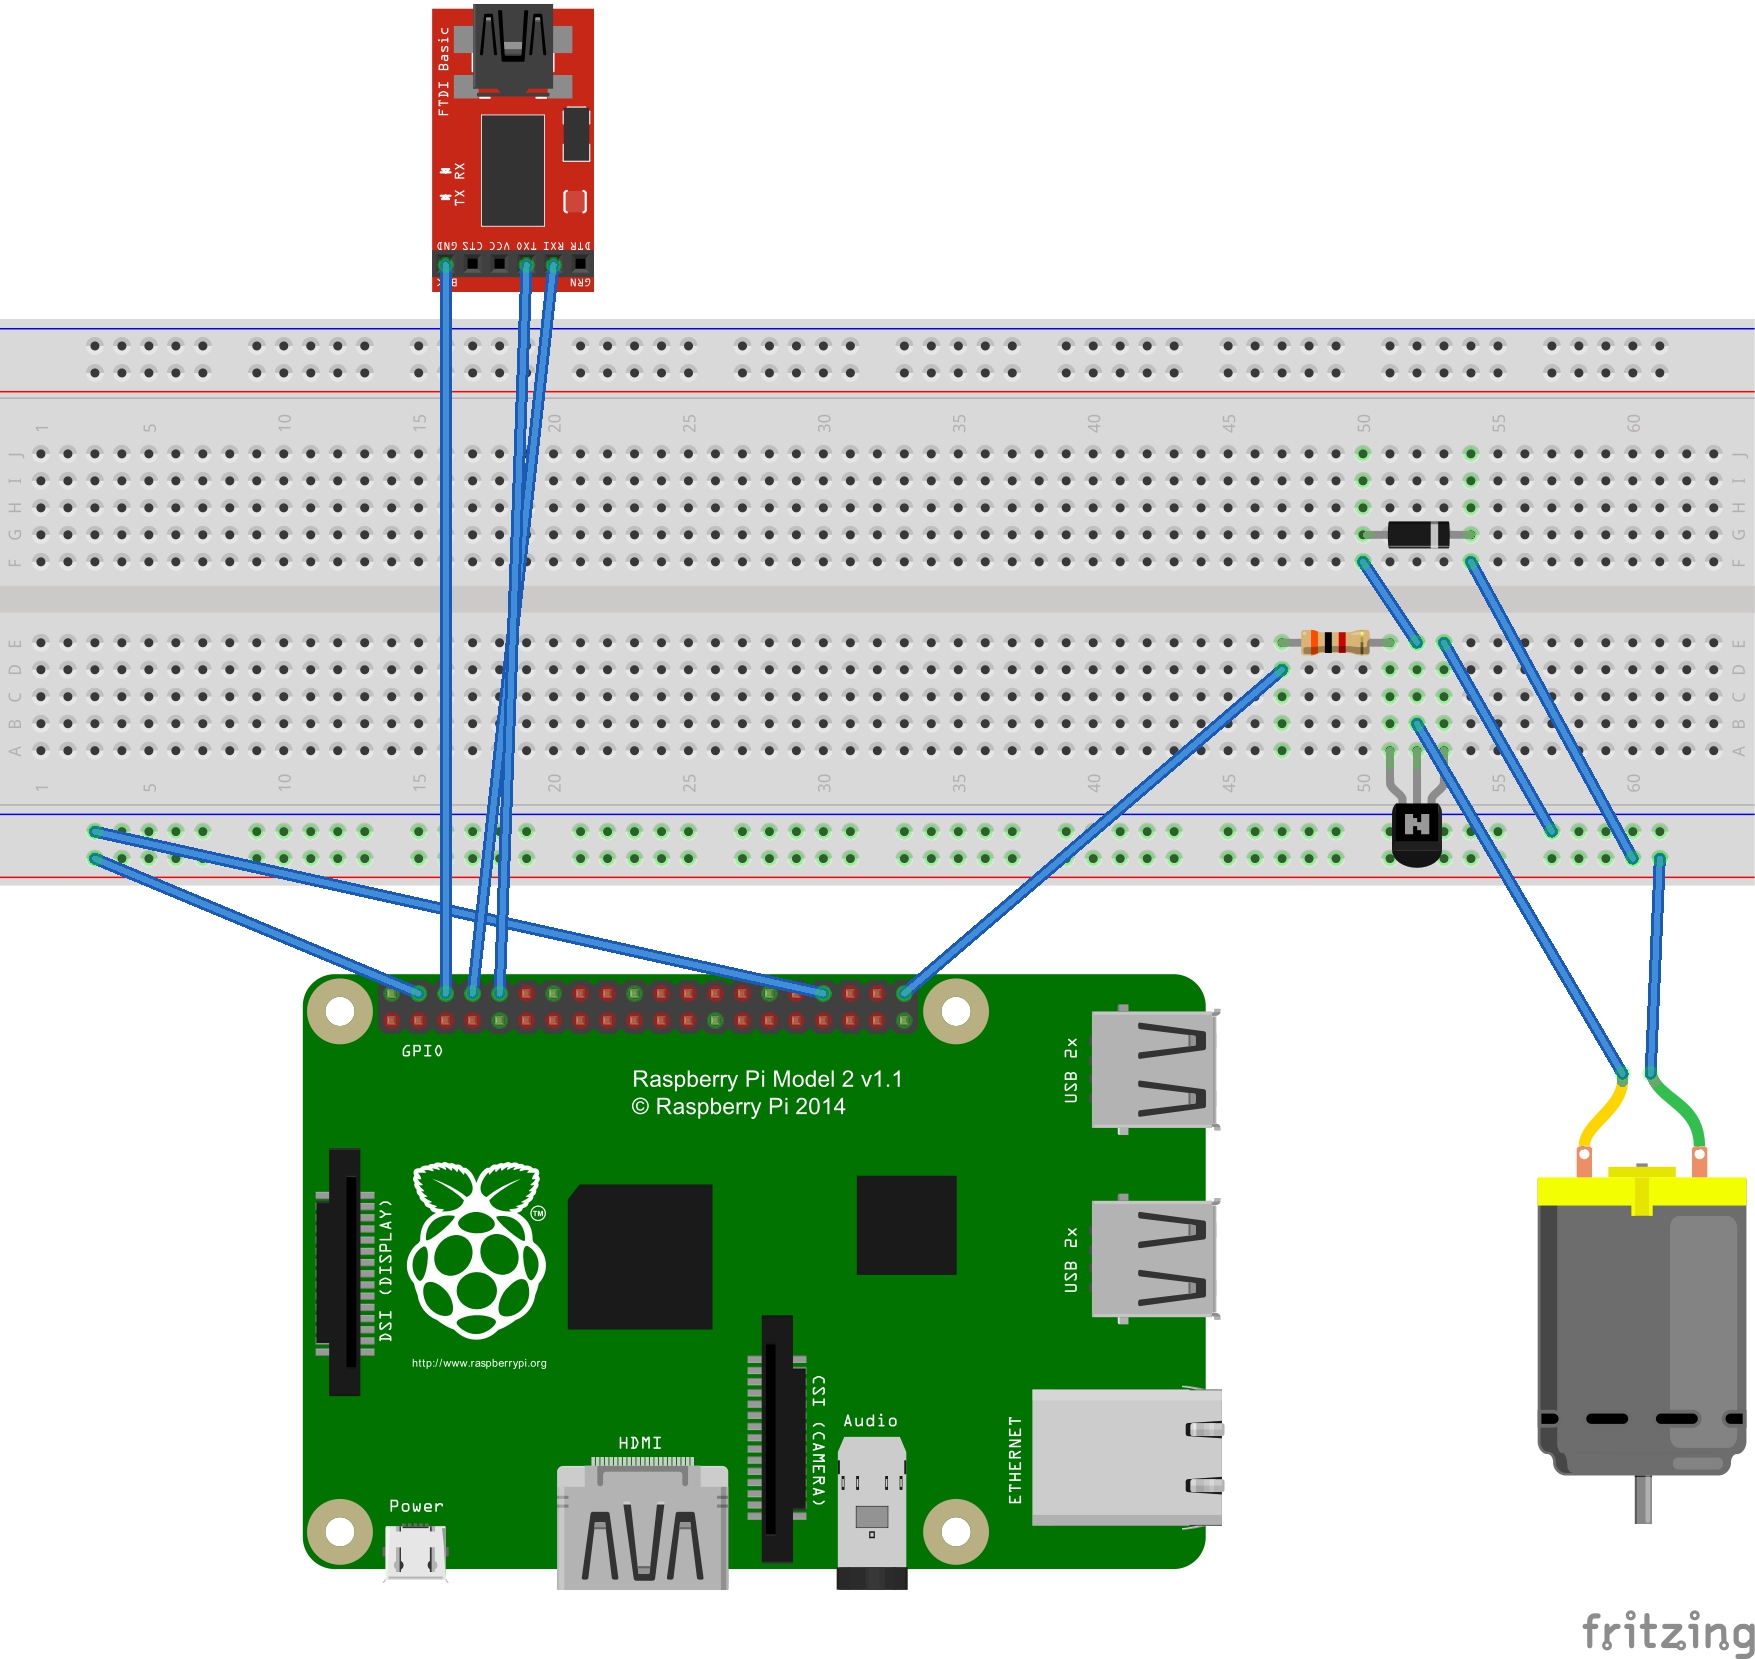 FTDI Basic
TX RX
GND CTS VCC TXO RXI DTR
GRN
1 5 10 15 20 25 30 35 40 45 50 55 60
J J
I I
H H
G G
F F
E E
D D
C C
B B
A A
1 5 10 15 20 25 30 35 40 45 50 55 60
N
GPIO
Raspberry Pi Model 2 v1.1
© Raspberry Pi 2014
USB 2x
TM
DSI (DISPLAY)
USB 2x
http://www.raspberrypi.org
CSI (CAMERA)
Audio
HDMI
ETHERNET
Power
fritzing